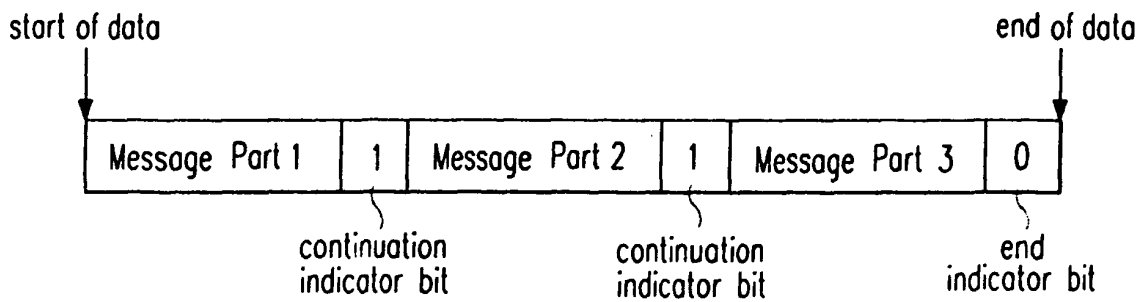 start of data
end of data
Message Part 1
1
Message Part 2
1
Message Part 3
0
continuation
indicator bit
continuation
indicator bit
end
indicator bit